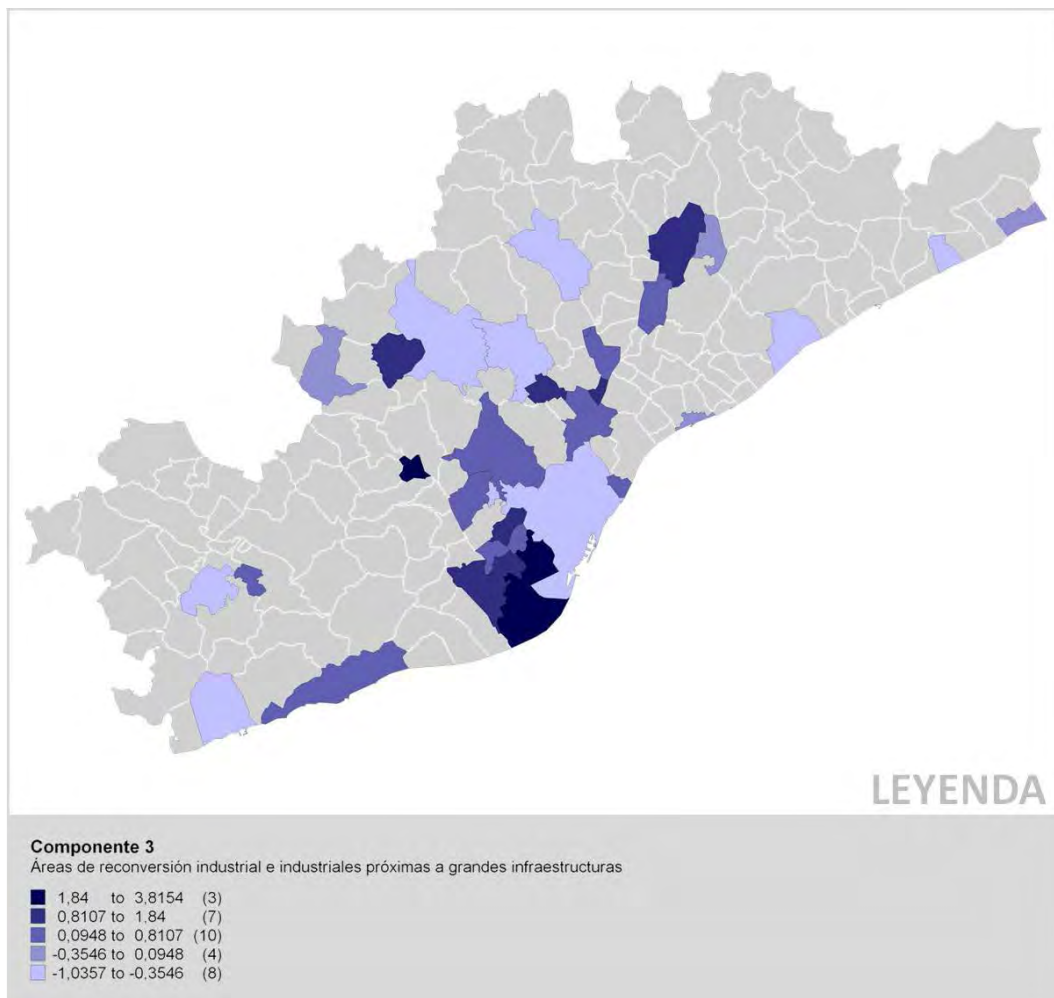 LEYENDA
Componente 3
Áreas de reconversión industrial e industriales próximas a grandes infraestructuras
1,84 to 3,8154 (3)
0,8107 to 1,84 (7)
0,0948 to 0,8107 (10)
-0,3546 to 0,0948 (4)
-1,0357 to -0,3546 (8)